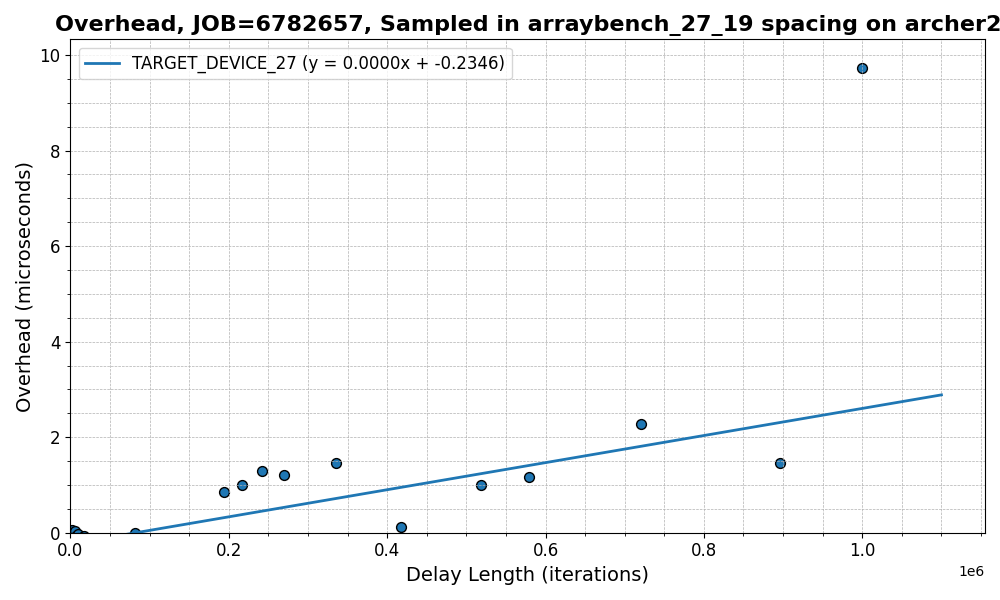 Overhead, JOB=6782657, Sampled in arraybench_27_19 spacing on archer2
TARGET_DEVICE_27 (y = 0.0000x + -0.2346)
Overhead (microseconds)
10
8
6
4
2
0
0.0 0.2 0.4 0.6 0.8 1.0
1e6
Delay Length (iterations)